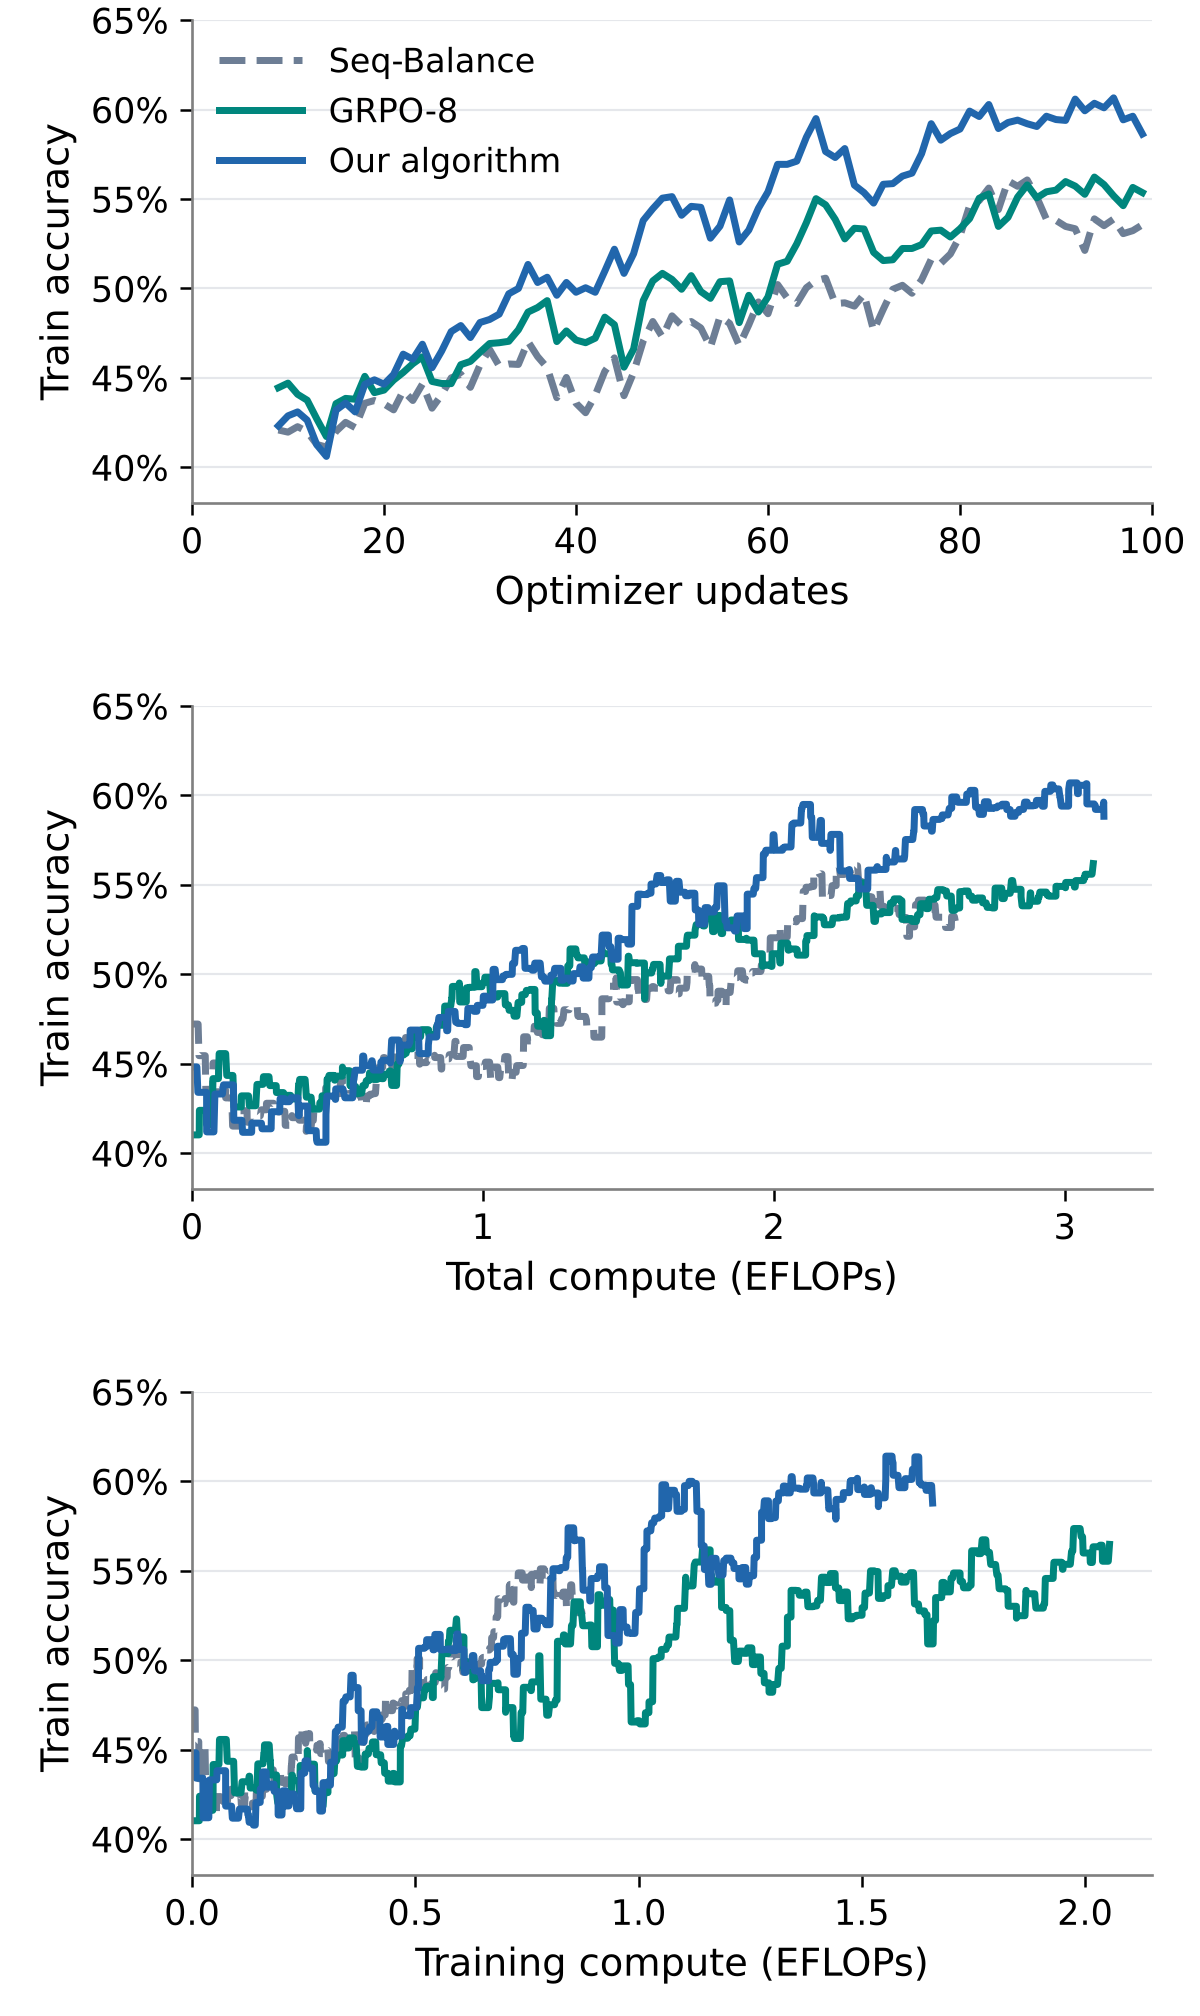 65%
60%
55%
50%
45%
40%
Train accuracy
Seq-Balance
GRPO-8
Our algorithm
0 20 40 60 80 100
Optimizer updates
65%
60%
55%
50%
45%
40%
Train accuracy
0 1 2 3
Total compute (EFLOPs)
65%
60%
55%
50%
45%
40%
Train accuracy
0.0 0.5 1.0 1.5 2.0
Training compute (EFLOPs)